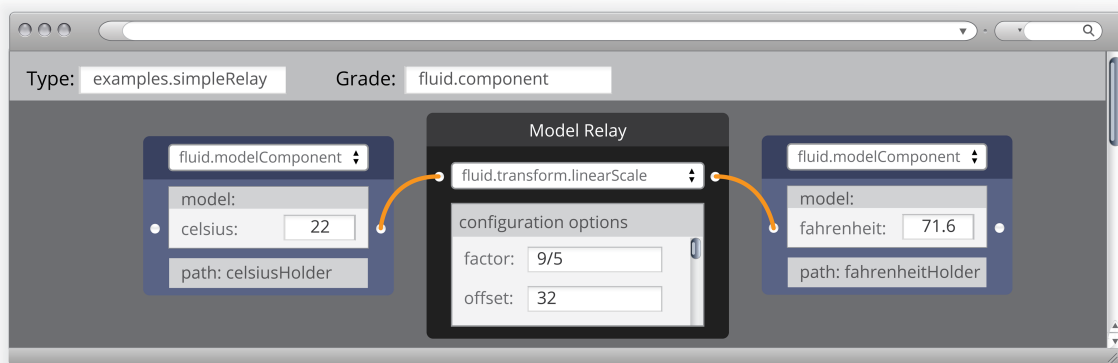 Type: examples.simpleRelay Grade: fluid.component
Model Relay
fluid.modelComponent
model:
celsius: 22
path: celsiusHolder
fluid.transform.linearScale
configuration options
factor: 9/5
offset: 32
fluid.modelComponent
model:
fahrenheit: 71.6
path: fahrenheitHolder